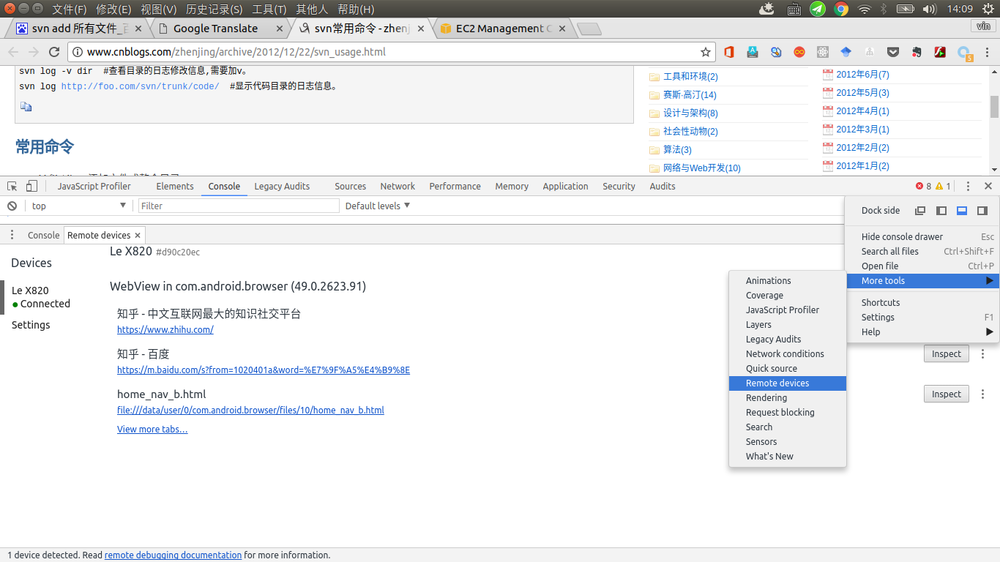 文件(F) 修改(E) 视图(V) 历史记录(S) 工具(T) 其他人 帮助(H) 14:09
svn add 所有文件_ Google Translate svn常用命令 - zhenj EC2 Management C vin
www.cnblogs.com/zhenjing/archive/2012/12/22/svn_usage.html 5
svn log -v dir #查看目录的日志修改信息,需要加v。
svn log http://foo.com/svn/trunk/code/ #显示代码目录的日志信息。
常用命令
工具和环境(2)
赛斯·高汀(14)
设计与架构(8)
社会性动物(2)
算法(3)
网络与Web开发(10)
2012年6月(7)
2012年5月(3)
2012年4月(1)
2012年3月(1)
2012年2月(2)
2012年1月(2)
JavaScript Profiler Elements Console Legacy Audits Sources Network Performance Memory Application Security Audits 8 1
top Filter Default levels
Console Remote devices
Devices
Le X820
Connected
Settings
Le X820 #d90c20ec
WebView in com.android.browser (49.0.2623.91)
知乎 - 中文互联网最大的知识社交平台
https://www.zhihu.com/
知乎 - 百度
https://m.baidu.com/s?from=1020401a&word=%E7%9F%A5%E4%B9%8E
Inspect
home_nav_b.html
file:///data/user/0/com.android.browser/files/10/home_nav_b.html
Inspect
View more tabs…
Dock side
Hide console drawer Esc
Search all files Ctrl+Shift+F
Open file Ctrl+P
More tools
Shortcuts
Settings F1
Help
Animations
Coverage
JavaScript Profiler
Layers
Legacy Audits
Network conditions
Quick source
Remote devices
Rendering
Request blocking
Search
Sensors
What's New
1 device detected. Read remote debugging documentation for more information.